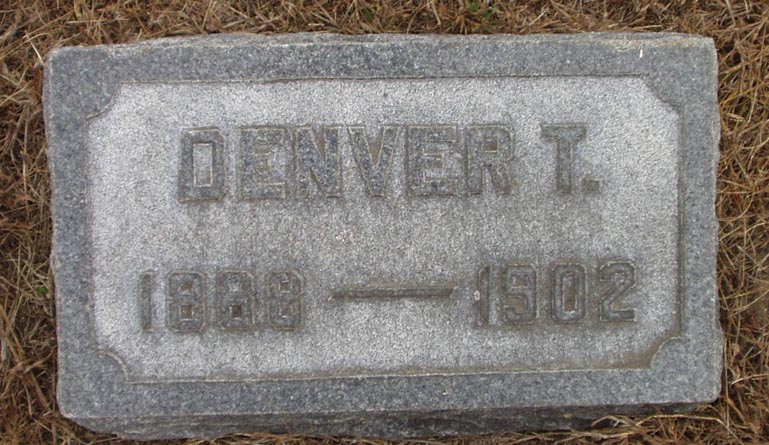 DENVER T.
1888 — 1902